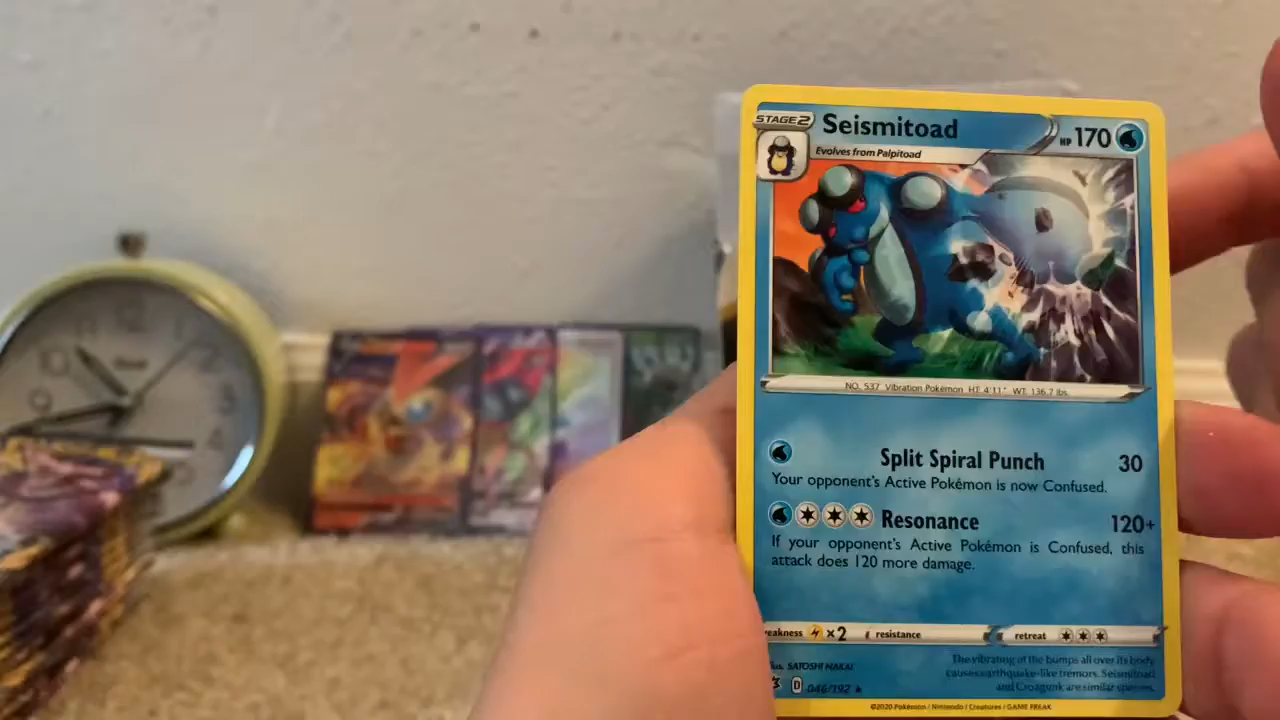 STAGE 2
Seismitoad
HP 170
Evolves from Palpitoad
NO. 537 Vibration Pokémon HT: 4'11" WT: 136.7 lbs.
Split Spiral Punch 30
Your opponent's Active Pokémon is now Confused.
Resonance 120+
If your opponent's Active Pokémon is Confused, this
attack does 120 more damage.
weakness ×2 resistance retreat
Illus. SATOSHI NAKAI
D 046/192 ★
The vibrating of the bumps all over its body
causes earthquake-like tremors. Seismitoad
and Croagunk are similar species.
©2020 Pokémon / Nintendo / Creatures / GAME FREAK